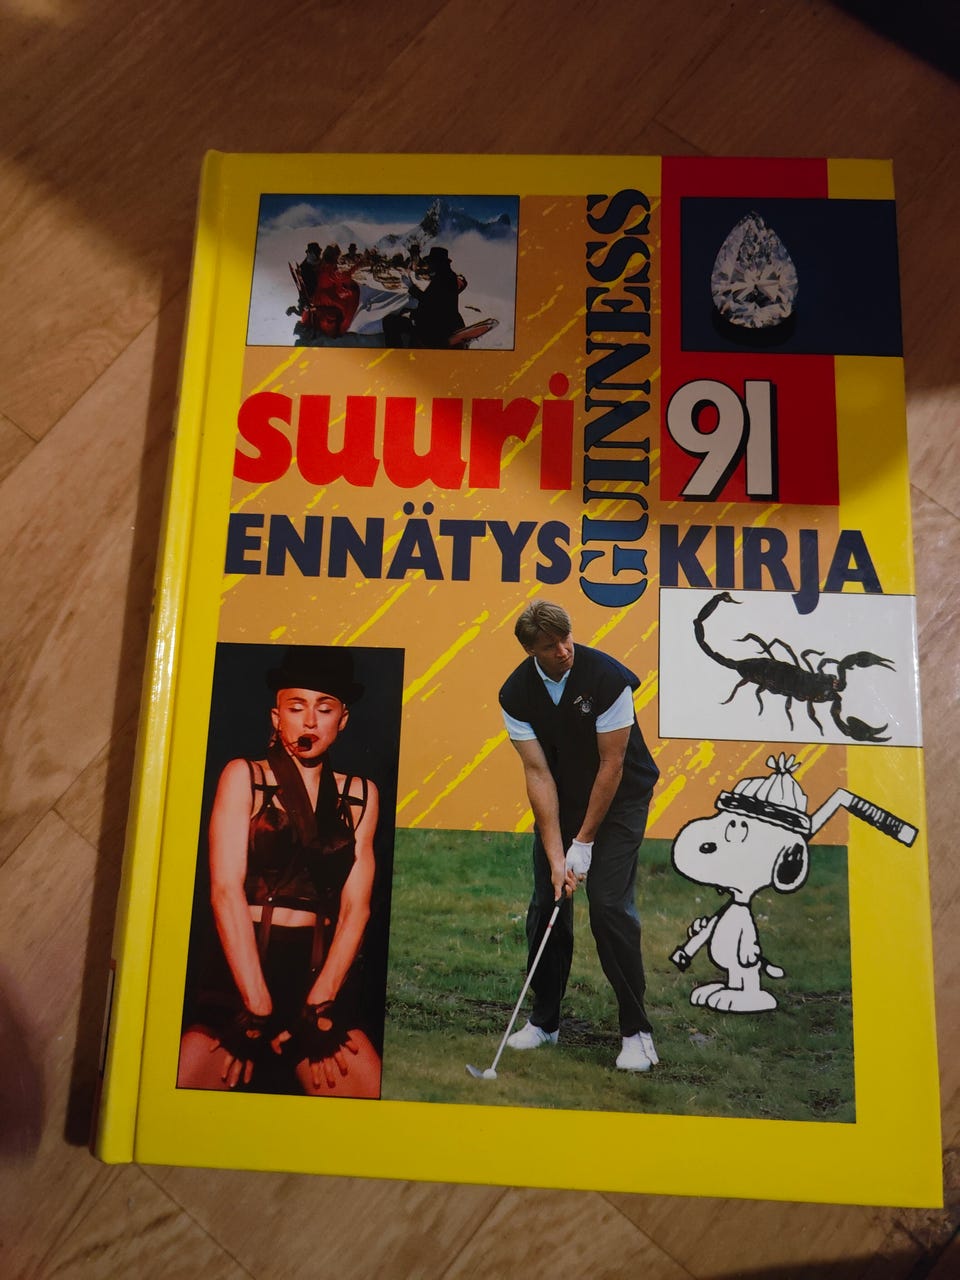 suuri
GUINNESS
91
ENNÄTYS KIRJA